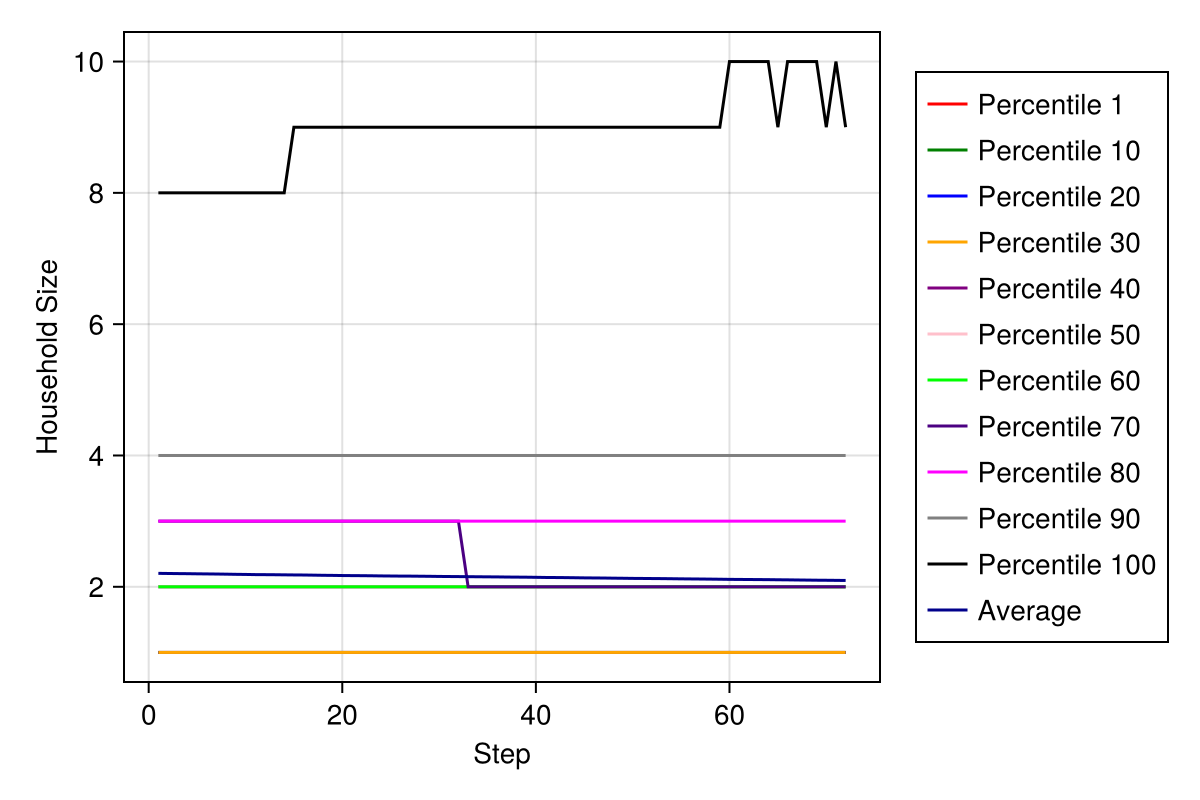 10
8
6
4
2
Household Size
0 20 40 60
Step
Percentile 1
Percentile 10
Percentile 20
Percentile 30
Percentile 40
Percentile 50
Percentile 60
Percentile 70
Percentile 80
Percentile 90
Percentile 100
Average